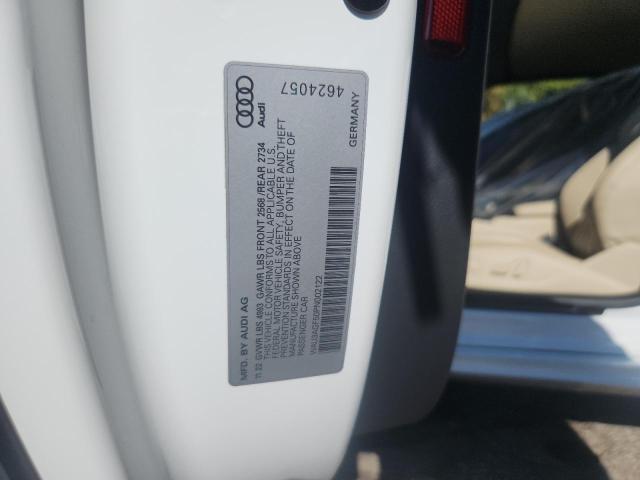 4624057
Audi
GERMANY
MFD. BY AUDI AG
11.22 GVWR LBS 4993 GAWR LBS FRONT 2568 /REAR 2734
THIS VEHICLE CONFORMS TO ALL APPLICABLE U.S.
FEDERAL MOTOR VEHICLE SAFETY, BUMPER AND THEFT
PREVENTION STANDARDS IN EFFECT ON THE DATE OF
MANUFACTURE SHOWN ABOVE
PASSENGER CAR